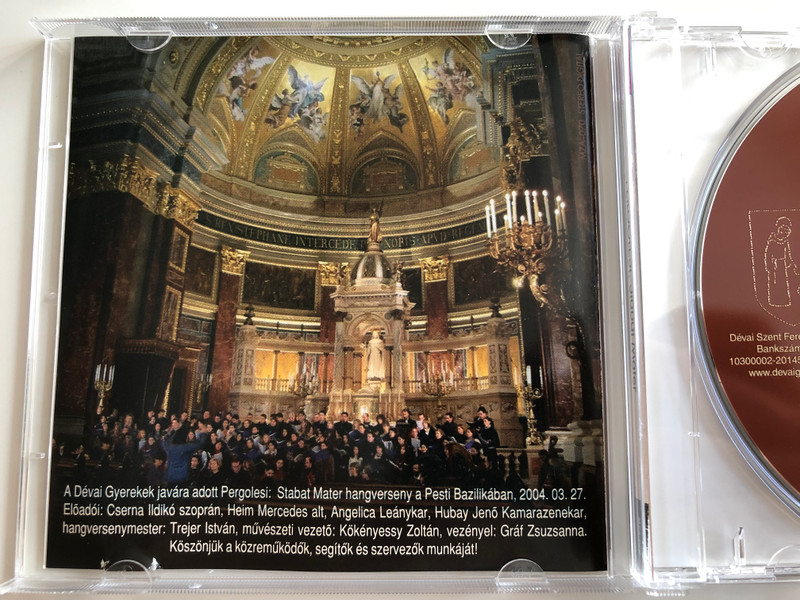 REX STEPHANE INTERCEDE
A Dévai Gyerekek javára adott Pergolesi: Stabat Mater hangverseny a Pesti Bazilikában, 2004. 03. 27.
Előadói: Cserna Ildikó szoprán, Heim Mercedes alt, Angelica Leánykar, Hubay Jenő Kamarazenekar,
hangversenymester: Trejer István, művészeti vezető: Kökényessy Zoltán, vezényel: Gráf Zsuzsanna.
Köszönjük a közreműködők, segítők és szervezők munkáját!
Dévai Szent Fere
Bankszám
10300002-20145
www.devaig